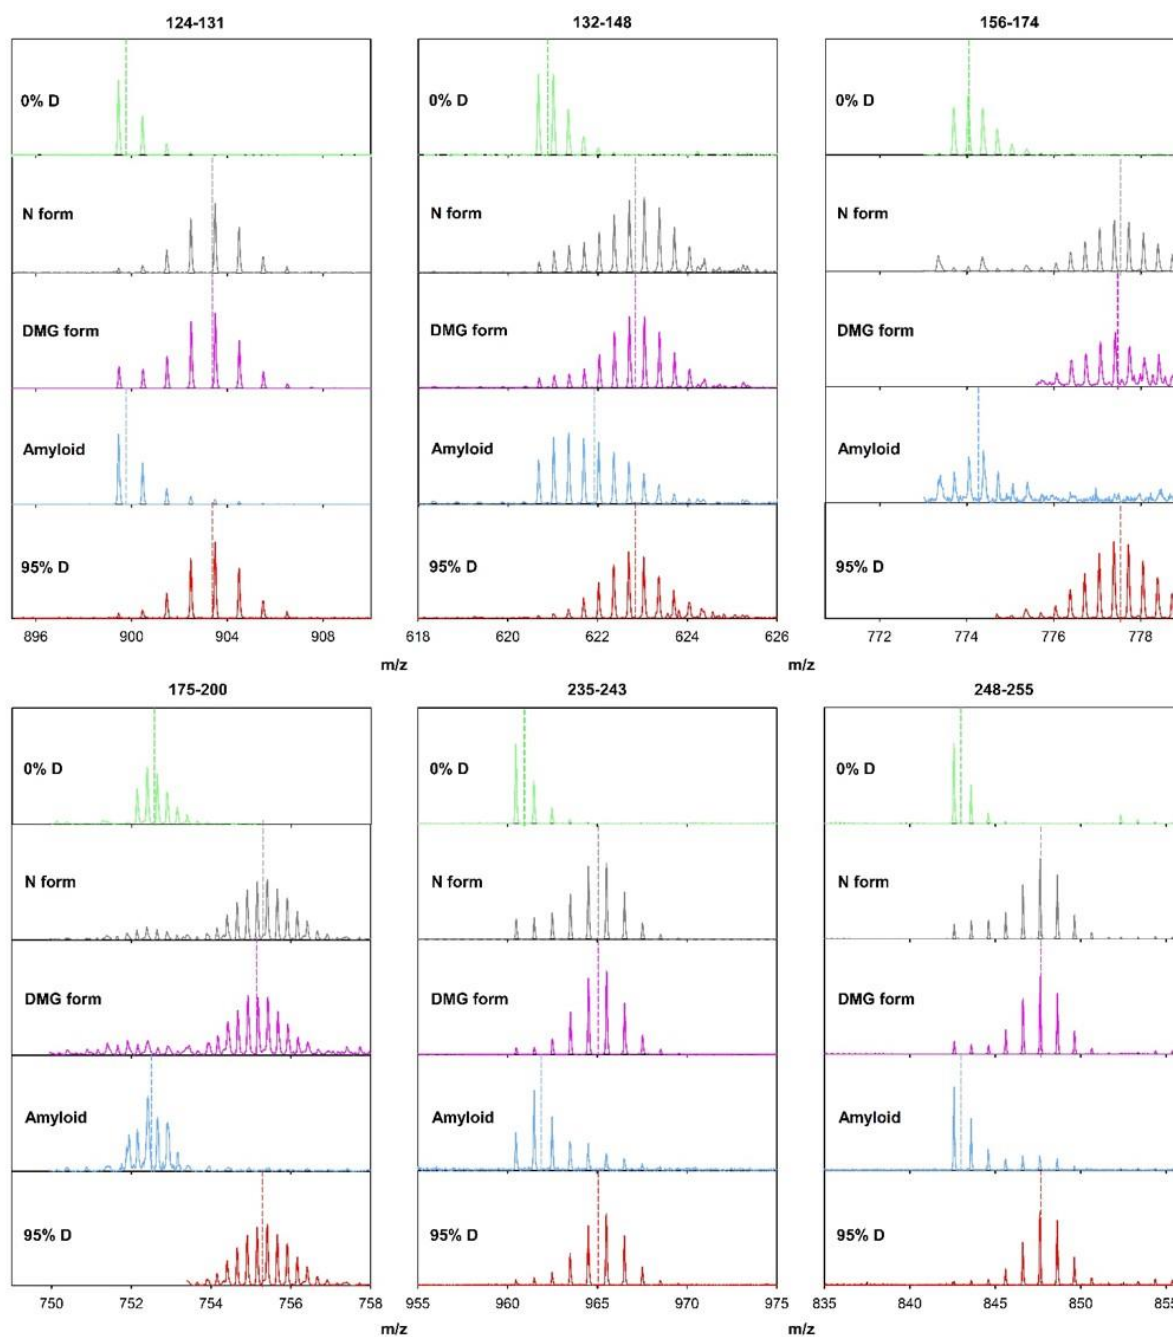 124-131 132-148 156-174
0% D 0% D 0% D
N form N form N form
DMG form DMG form DMG form
Amyloid Amyloid Amyloid
95% D 95% D 95% D
896 900 904 908 618 620 622 624 626 772 774 776 778
m/z m/z
175-200 235-243 248-255
0% D 0% D 0% D
N form N form N form
DMG form DMG form DMG form
Amyloid Amyloid Amyloid
95% D 95% D 95% D
750 752 754 756 758 955 960 965 970 975 835 840 845 850 855
m/z m/z